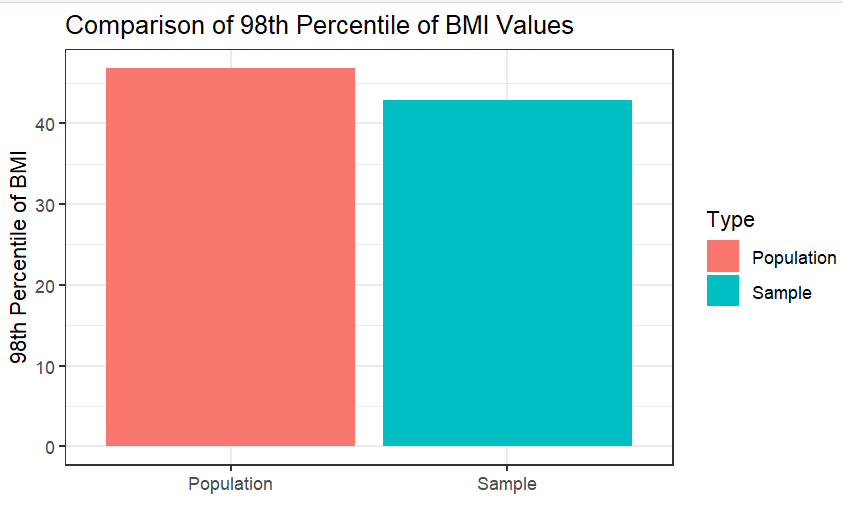 Comparison of 98th Percentile of BMI Values
98th Percentile of BMI
40
30
20
10
0
Population
Sample
Type
Population
Sample